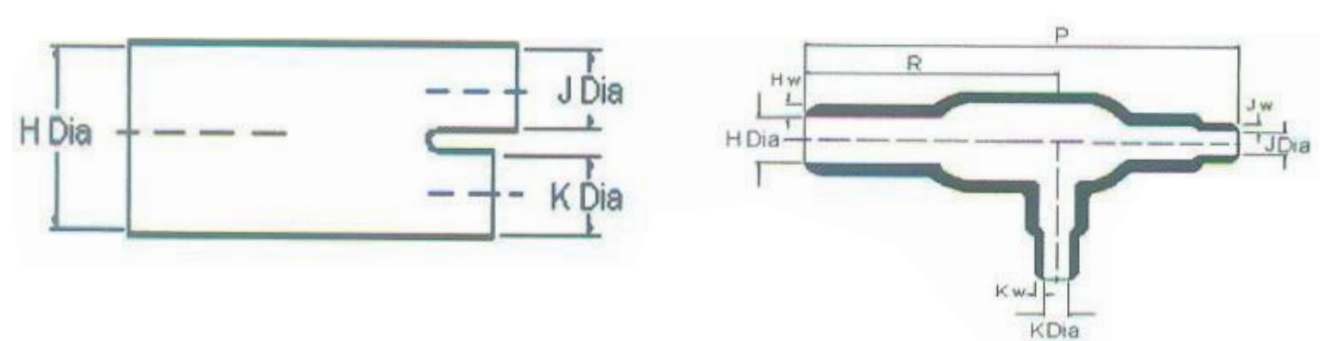 H Dia
J Dia
K Dia
P
R
H w
H Dia
J w
J Dia
K w
K Dia